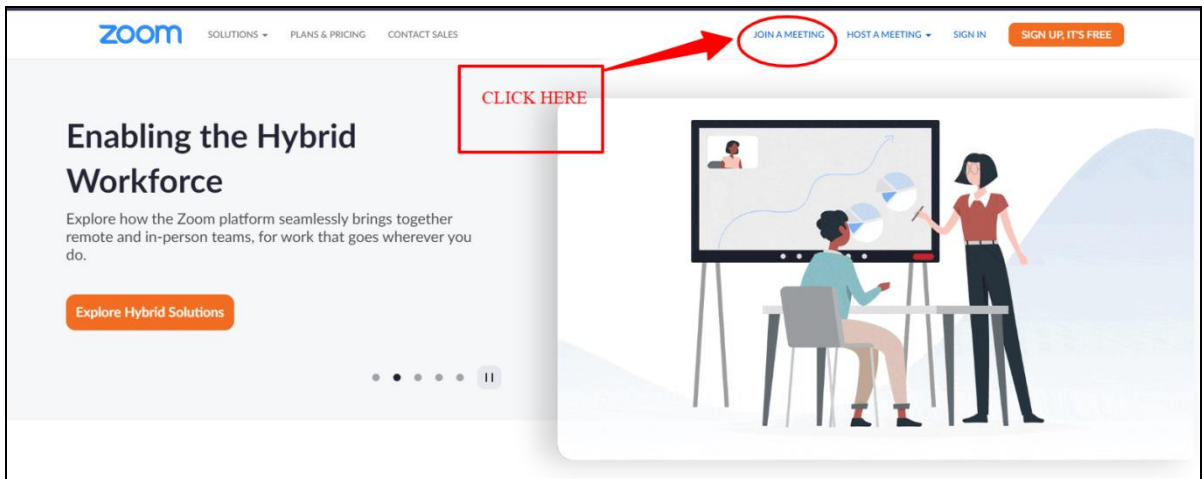 zoom SOLUTIONS PLANS & PRICING CONTACT SALES JOIN A MEETING HOST A MEETING SIGN IN SIGN UP, IT'S FREE
CLICK HERE
Enabling the Hybrid
Workforce
Explore how the Zoom platform seamlessly brings together
remote and in-person teams, for work that goes wherever you
do.
Explore Hybrid Solutions